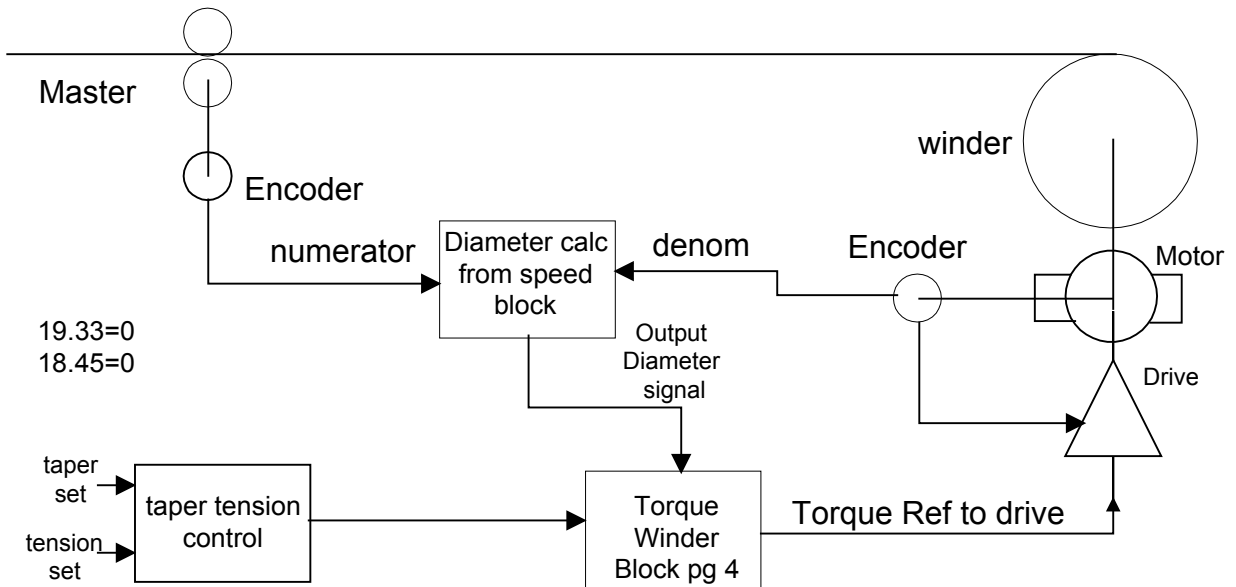 Master
winder
Encoder
numerator
Diameter calc
from speed
block
denom
Encoder
Motor
19.33=0
18.45=0
Output
Diameter
signal
Drive
taper
set
tension
set
taper tension
control
Torque
Winder
Block pg 4
Torque Ref to drive